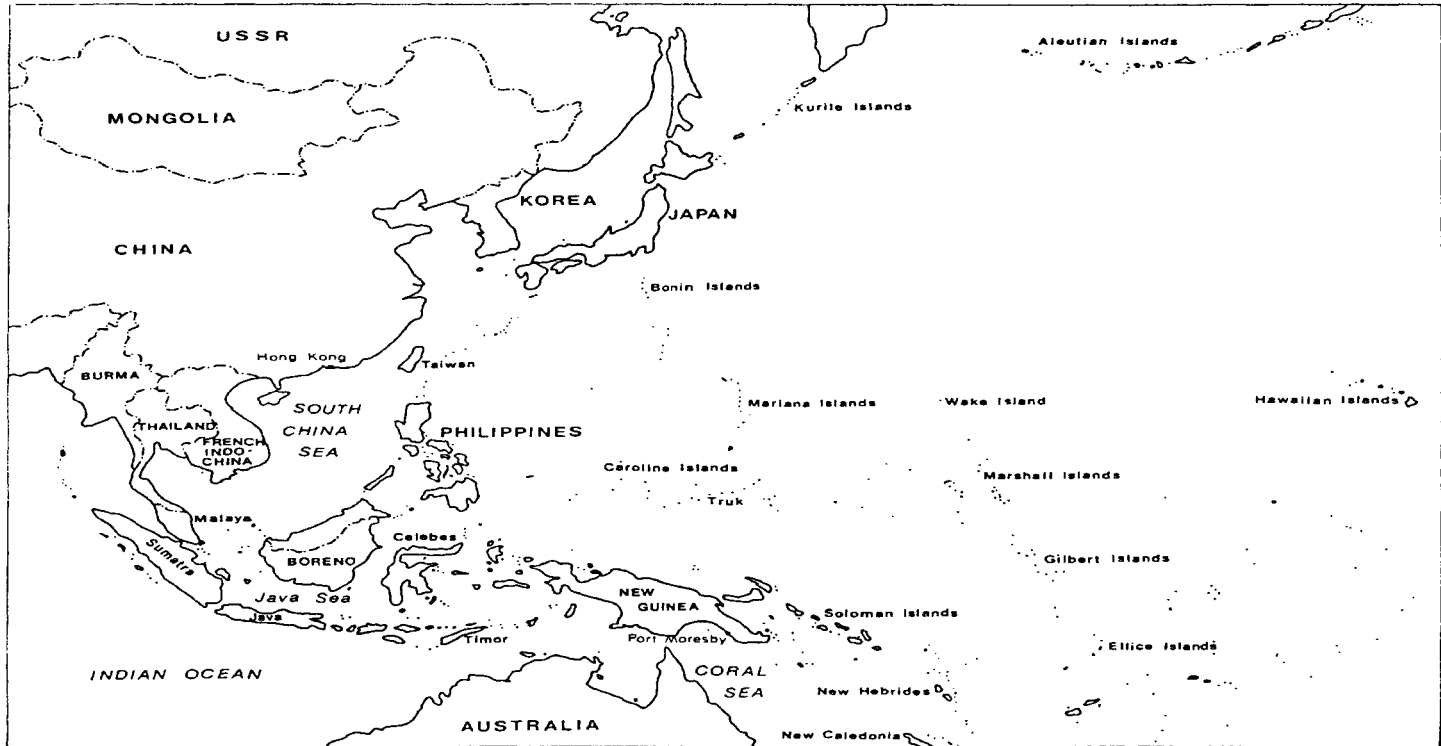 USSR
Aleutian Islands
Kurile Islands
MONGOLIA
KOREA
JAPAN
CHINA
Bonin Islands
Hong Kong
Taiwan
BURMA
SOUTH
CHINA
SEA
Mariana Islands
Wake Island
Hawaiian Islands
THAILAND
FRENCH
INDO-
CHINA
PHILIPPINES
Caroline Islands
Truk
Marshall Islands
Malaya
Sumatra
BORENO
Celebes
Gilbert Islands
Java Sea
Java
NEW
GUINEA
Soloman Islands
Timor
Port Moresby
Ellice Islands
INDIAN OCEAN
CORAL
SEA
New Hebrides
AUSTRALIA
New Caledonia